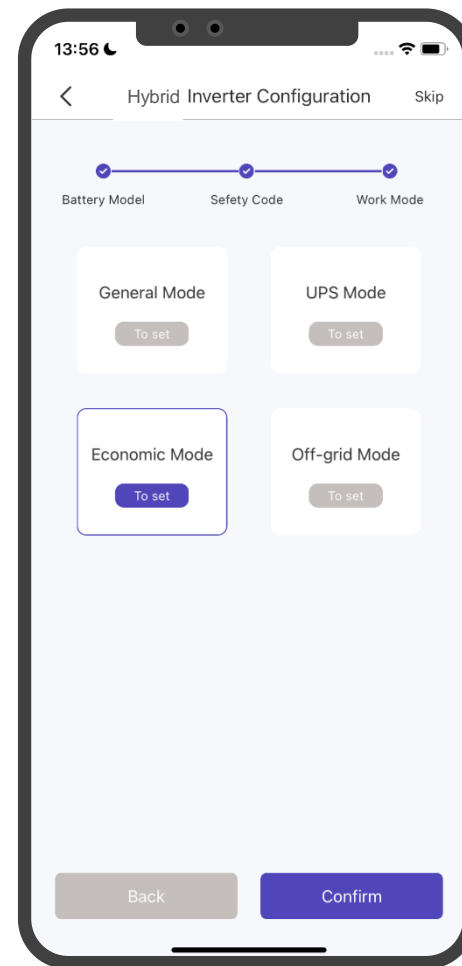 13:56
Hybrid Inverter Configuration Skip
Battery Model Sefety Code Work Mode
General Mode UPS Mode
To set To set
Economic Mode Off-grid Mode
To set To set
Back Confirm